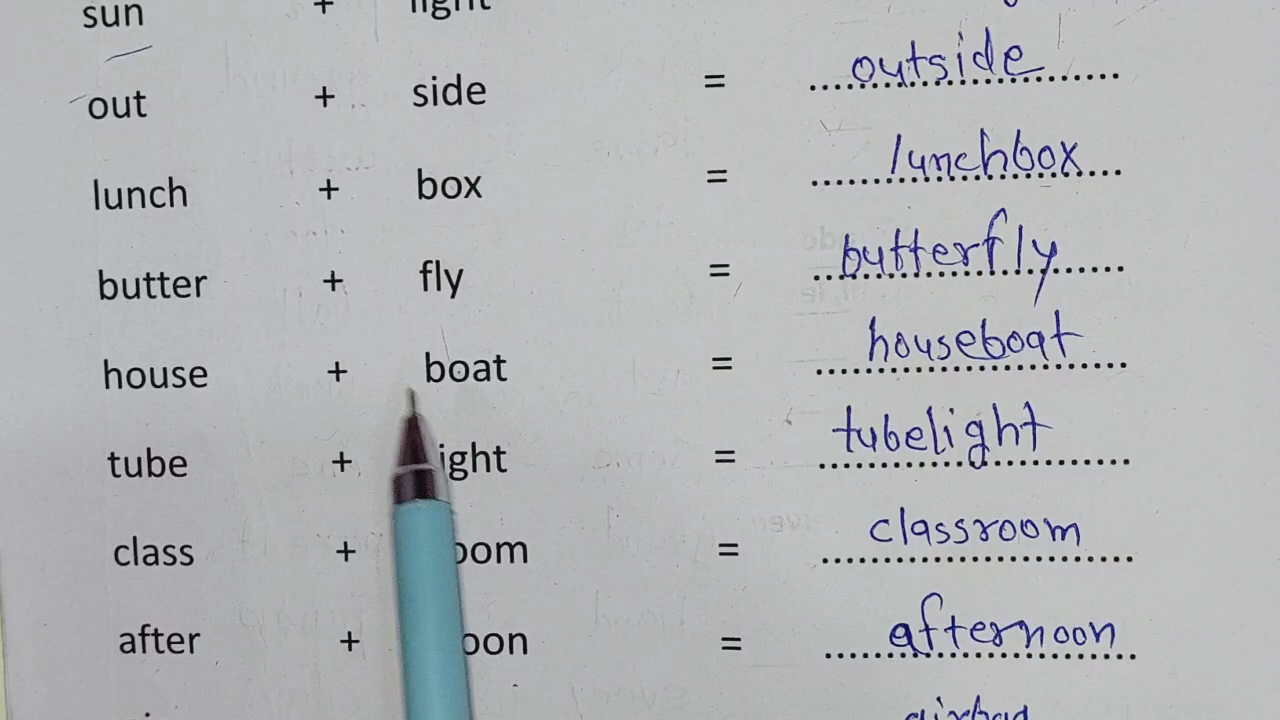 sun + light
out + side = outside
lunch + box = lunchbox
butter + fly = butterfly
house + boat = houseboat
tube + ight = tubelight
class + oom = classroom
after + oon = afternoon
airbag